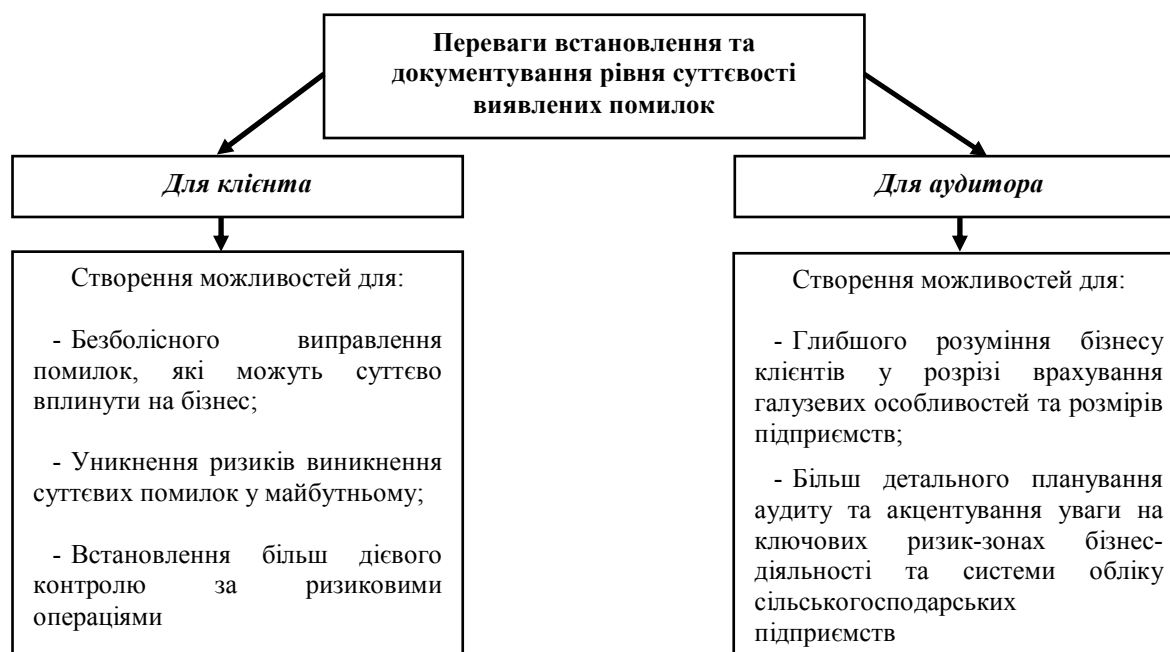 Переваги встановлення та
документування рівня суттєвості
виявлених помилок
Для клієнта
Створення можливостей для:
- Безболісного виправлення
помилок, які можуть суттєво
вплинути на бізнес;
- Уникнення ризиків виникнення
суттєвих помилок у майбутньому;
- Встановлення більш дієвого
контролю за ризиковими
операціями
Для аудитора
Створення можливостей для:
- Глибшого розуміння бізнесу
клієнтів у розрізі врахування
галузевих особливостей та розмірів
підприємств;
- Більш детального планування
аудиту та акцентування уваги на
ключових ризик-зонах бізнес-
діяльності та системи обліку
сільськогосподарських
підприємств